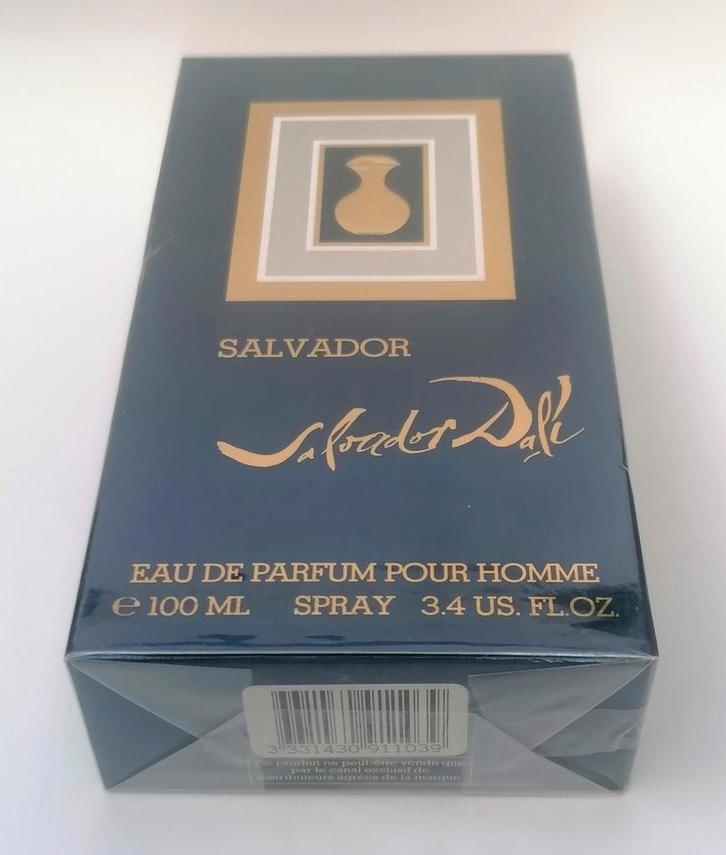 SALVADOR
Salvador Dalí
EAU DE PARFUM POUR HOMME
e 100 ML SPRAY 3.4 US. FL.OZ.
3 331430 911039
Ce produit ne peut être vendu que
par le canal exclusif de
distributeurs agréés de la marque